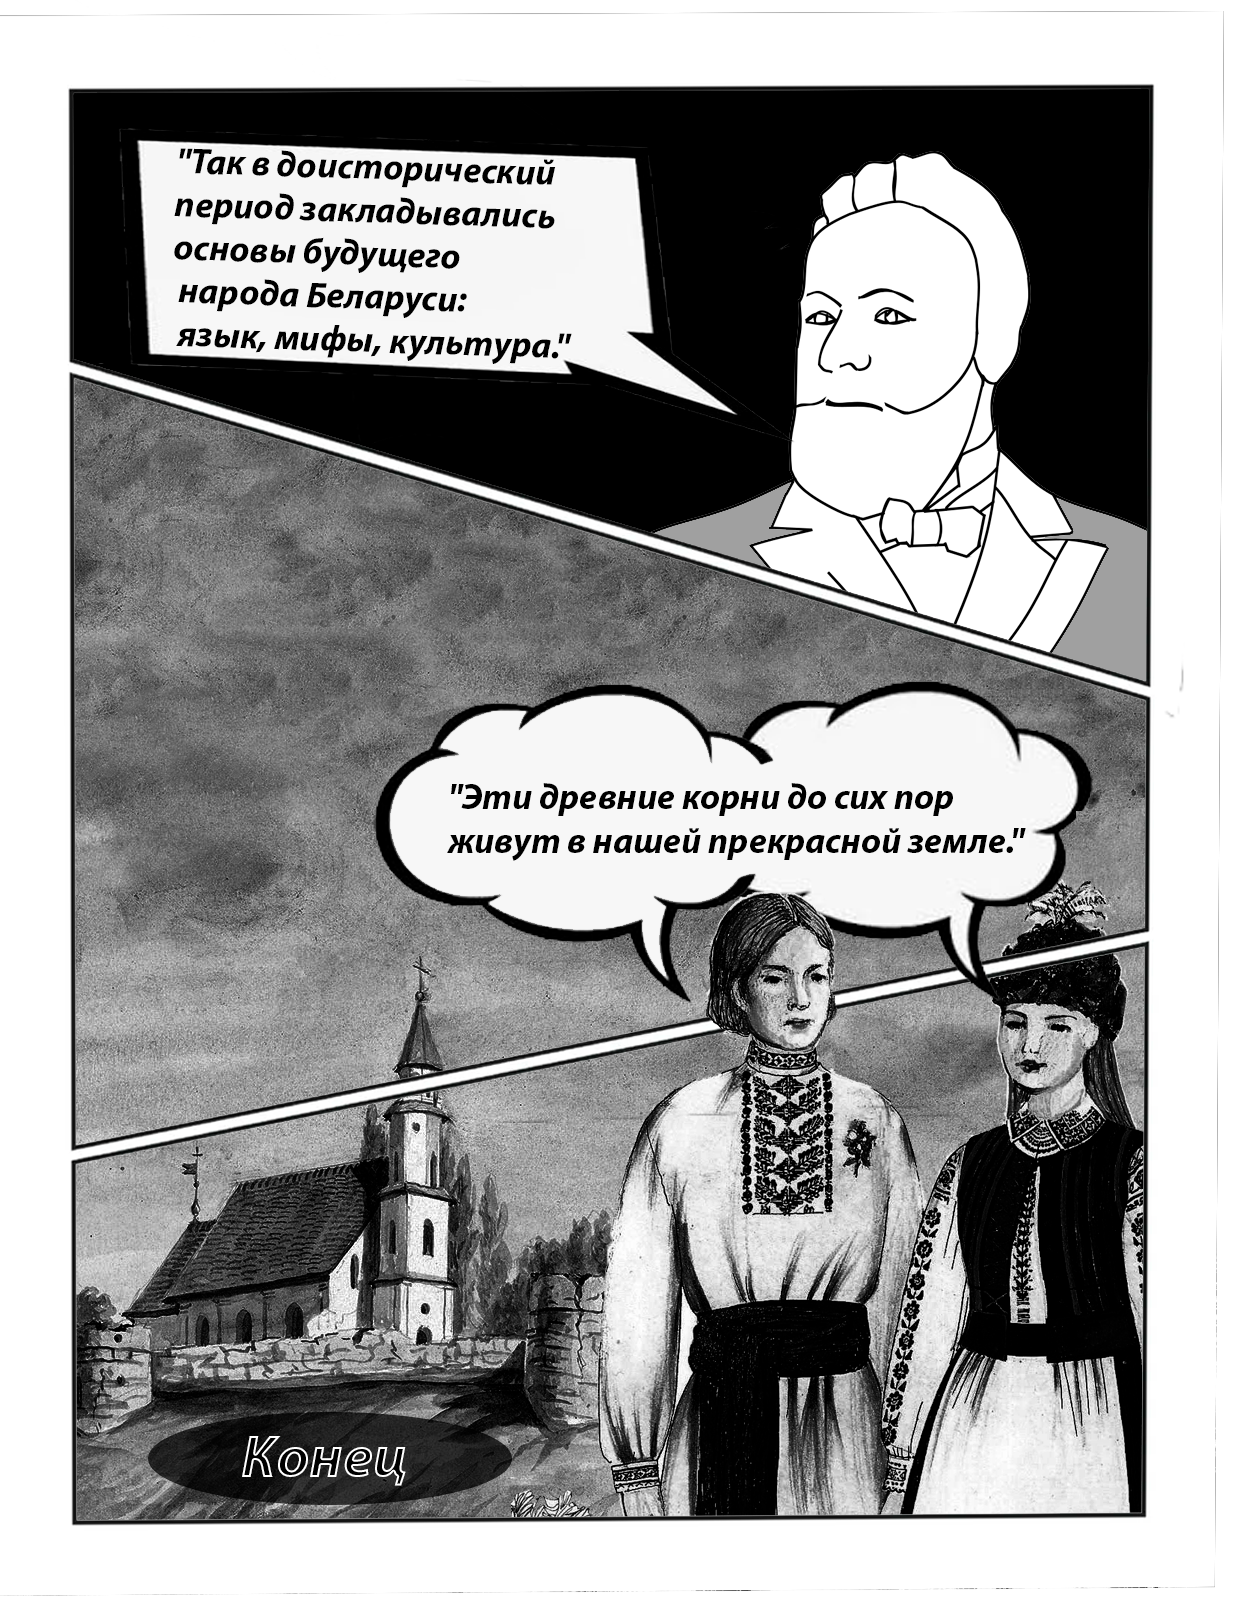 "Так в доисторический
период закладывались
основы будущего
народа Беларуси:
язык, мифы, культура."
"Эти древние корни до сих пор
живут в нашей прекрасной земле."
Конец